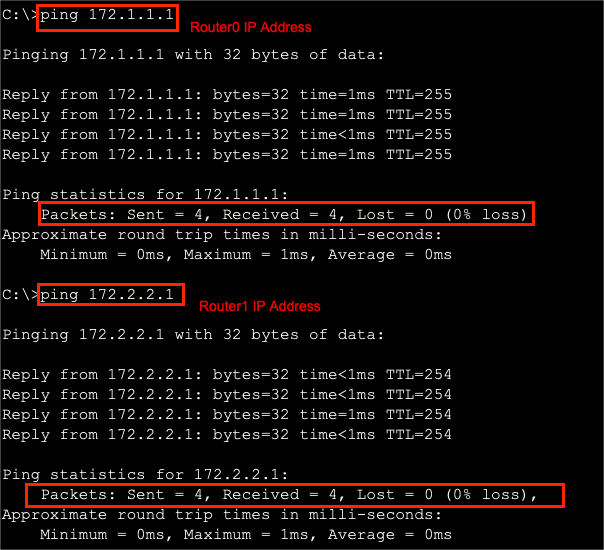 C:\>ping 172.1.1.1
Router0 IP Address
Pinging 172.1.1.1 with 32 bytes of data:
Reply from 172.1.1.1: bytes=32 time=1ms TTL=255
Reply from 172.1.1.1: bytes=32 time=1ms TTL=255
Reply from 172.1.1.1: bytes=32 time<1ms TTL=255
Reply from 172.1.1.1: bytes=32 time=1ms TTL=255
Ping statistics for 172.1.1.1:
Packets: Sent = 4, Received = 4, Lost = 0 (0% loss)
Approximate round trip times in milli-seconds:
Minimum = 0ms, Maximum = 1ms, Average = 0ms
C:\>ping 172.2.2.1
Router1 IP Address
Pinging 172.2.2.1 with 32 bytes of data:
Reply from 172.2.2.1: bytes=32 time<1ms TTL=254
Reply from 172.2.2.1: bytes=32 time<1ms TTL=254
Reply from 172.2.2.1: bytes=32 time=1ms TTL=254
Reply from 172.2.2.1: bytes=32 time<1ms TTL=254
Ping statistics for 172.2.2.1:
Packets: Sent = 4, Received = 4, Lost = 0 (0% loss),
Approximate round trip times in milli-seconds:
Minimum = 0ms, Maximum = 1ms, Average = 0ms